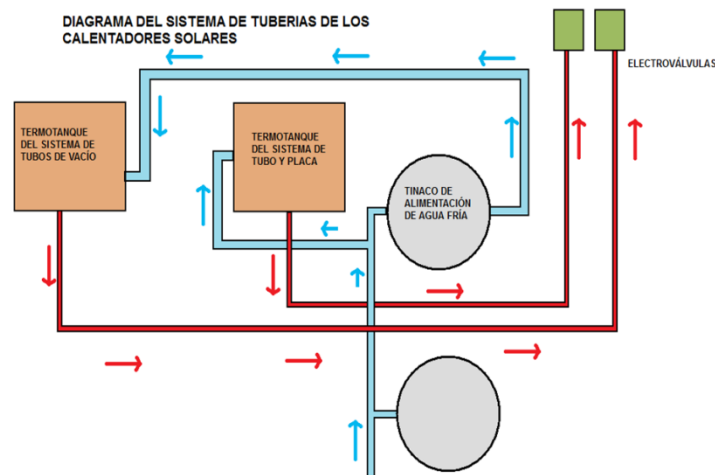 DIAGRAMA DEL SISTEMA DE TUBERIAS DE LOS
CALENTADORES SOLARES
ELECTROVÁLVULAS
TERMOTANQUE
DEL SISTEMA DE
TUBOS DE VACÍO
TERMOTANQUE
DEL SISTEMA DE
TUBO Y PLACA
TINACO DE
ALIMENTACIÓN
DE AGUA FRÍA